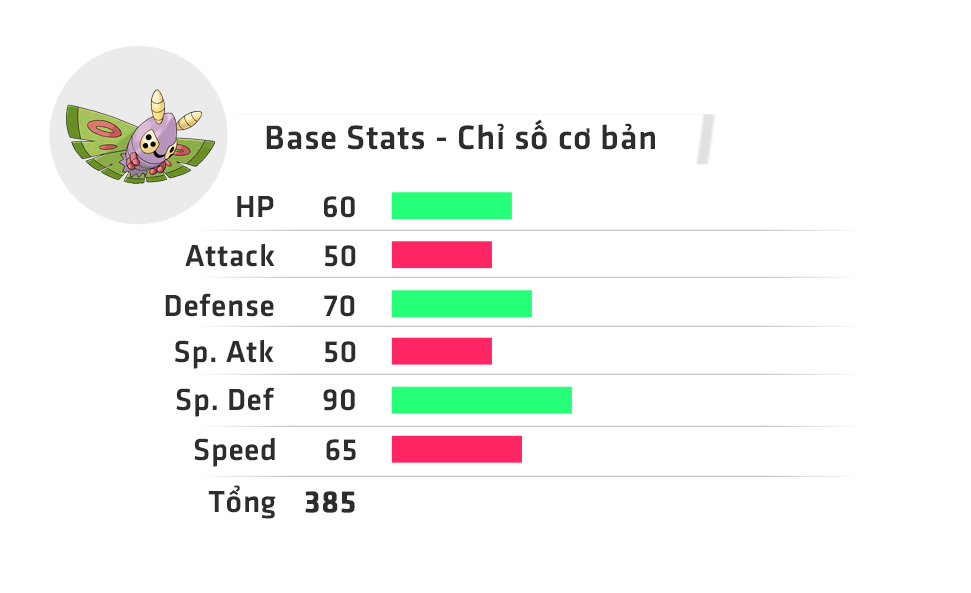 Base Stats - Chỉ số cơ bản
HP 60
Attack 50
Defense 70
Sp. Atk 50
Sp. Def 90
Speed 65
Tổng 385